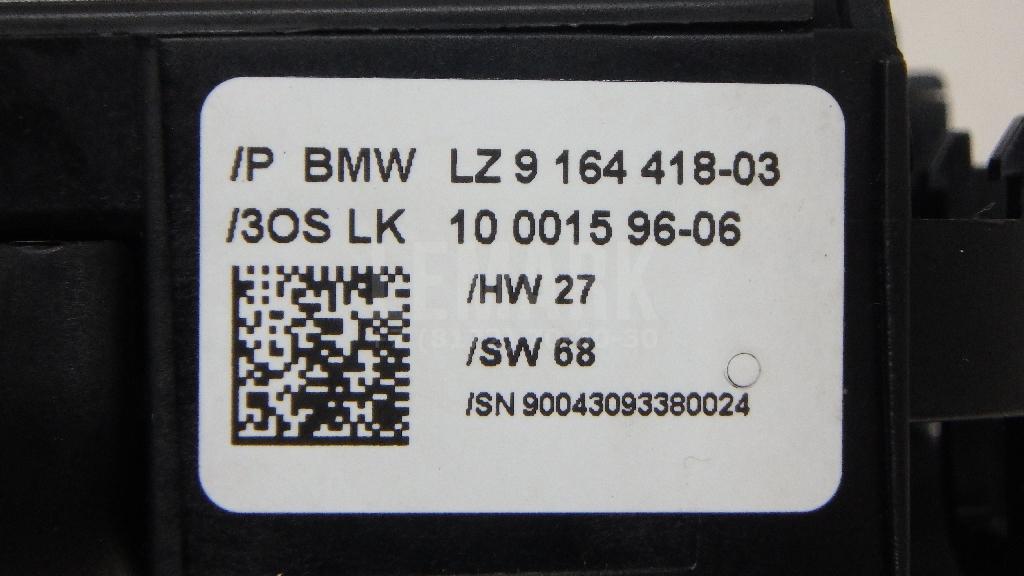 /P BMW LZ 9 164 418-03
/3OS LK 10 0015 96-06
/HW 27
/SW 68
/SN 90043093380024